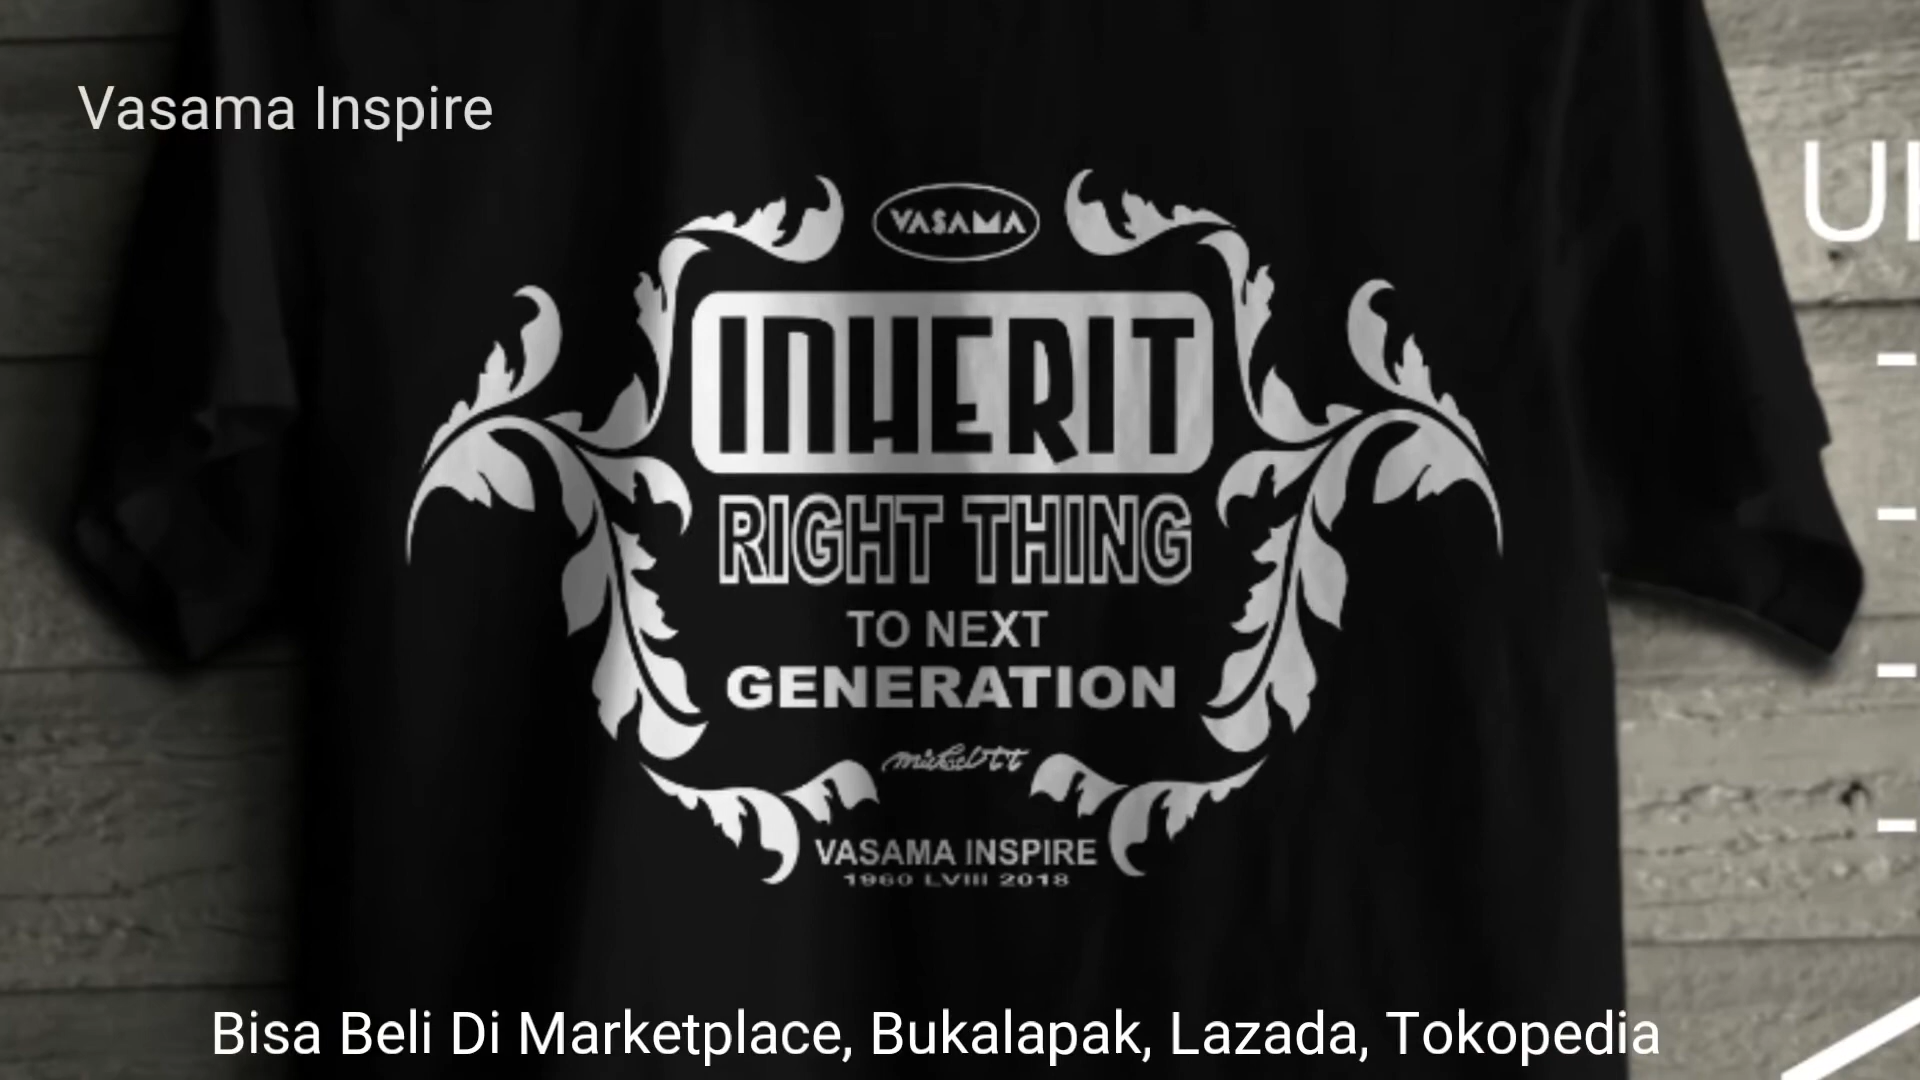 Vasama Inspire
VASAMA
INHERIT
RIGHT THING
TO NEXT
GENERATION
VASAMA INSPIRE
1960 LVIII 2018
Bisa Beli Di Marketplace, Bukalapak, Lazada, Tokopedia